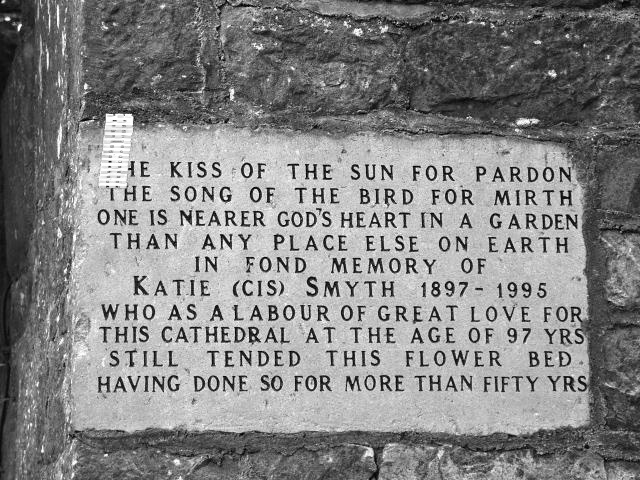 HE KISS OF THE SUN FOR PARDON
THE SONG OF THE BIRD FOR MIRTH
ONE IS NEARER GOD'S HEART IN A GARDEN
THAN ANY PLACE ELSE ON EARTH
IN FOND MEMORY OF
KATIE (CIS) SMYTH 1897-1995
WHO AS A LABOUR OF GREAT LOVE FOR
THIS CATHEDRAL AT THE AGE OF 97 YRS
STILL TENDED THIS FLOWER BED
HAVING DONE SO FOR MORE THAN FIFTY YRS